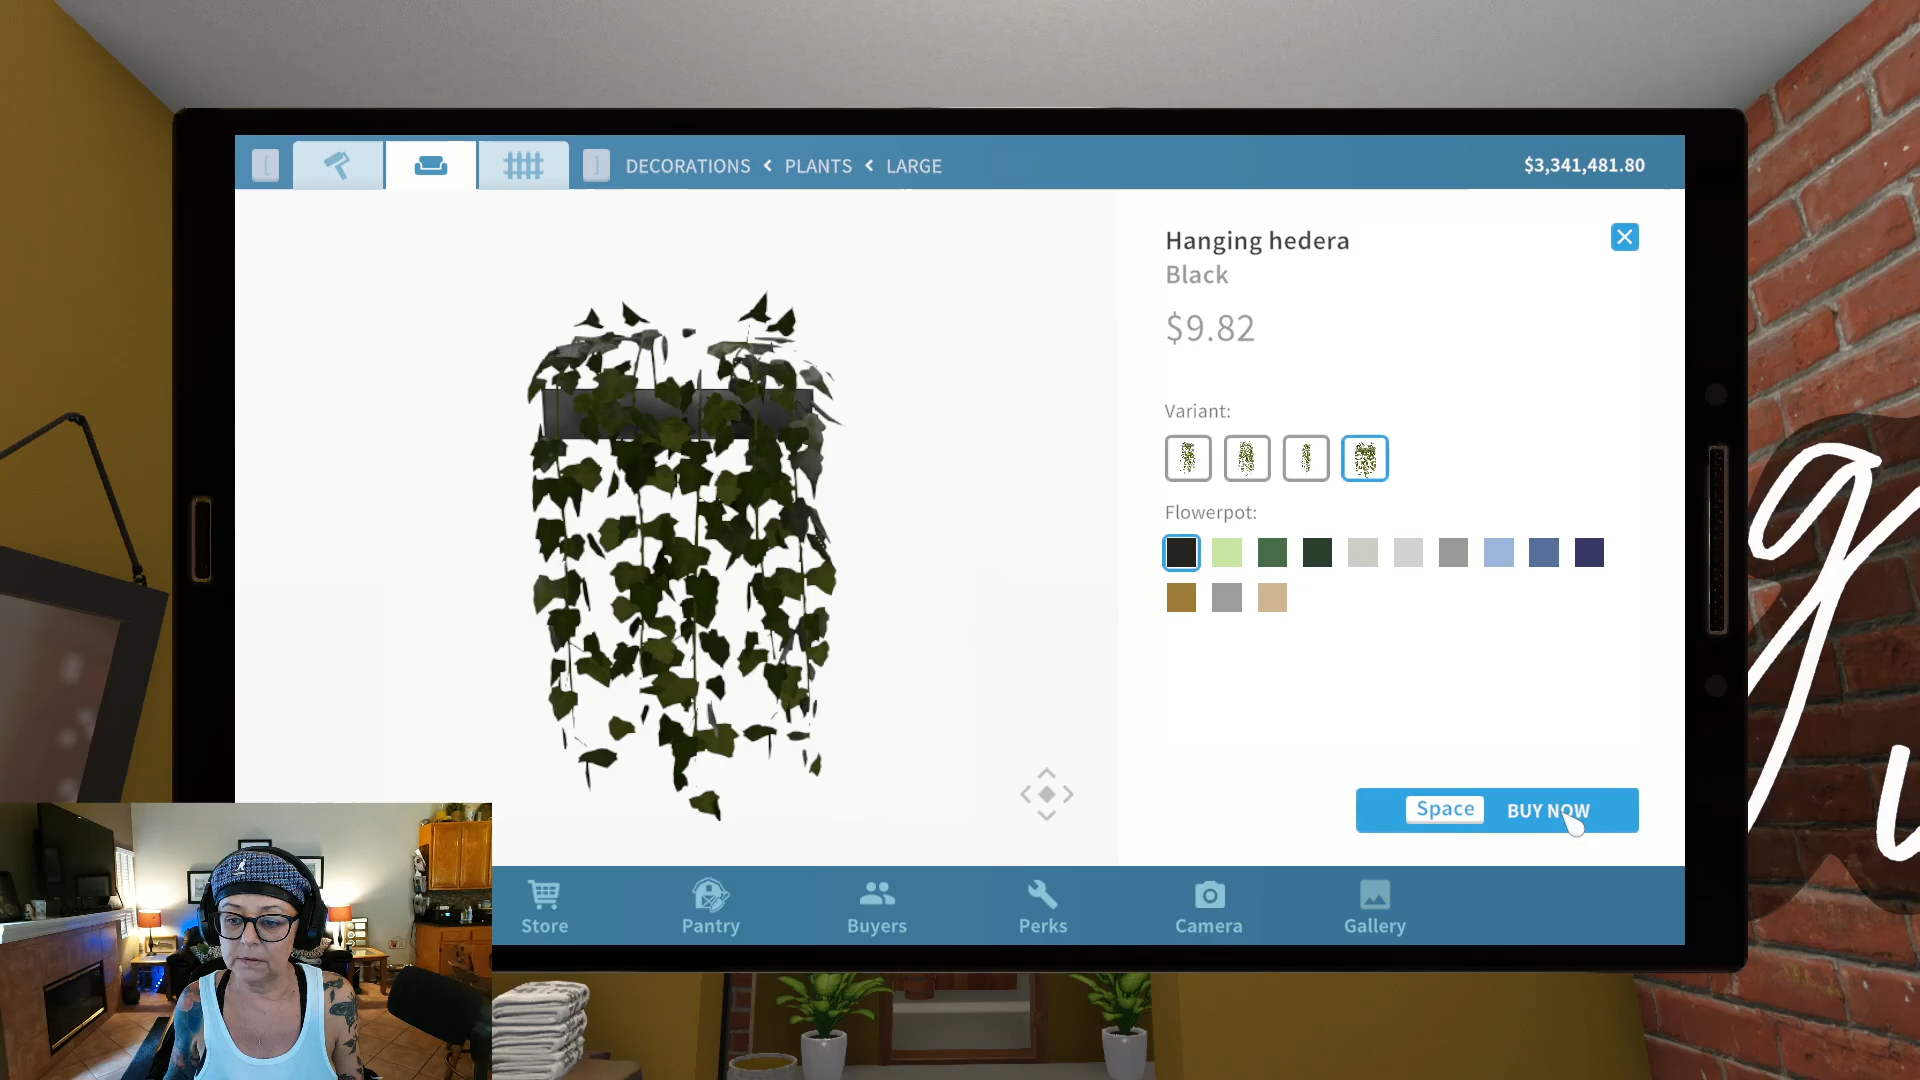 [
]
DECORATIONS < PLANTS < LARGE
$3,341,481.80
Hanging hedera
Black
$9.82
Variant:
Flowerpot:
Space BUY NOW
Store
Pantry
Buyers
Perks
Camera
Gallery
g